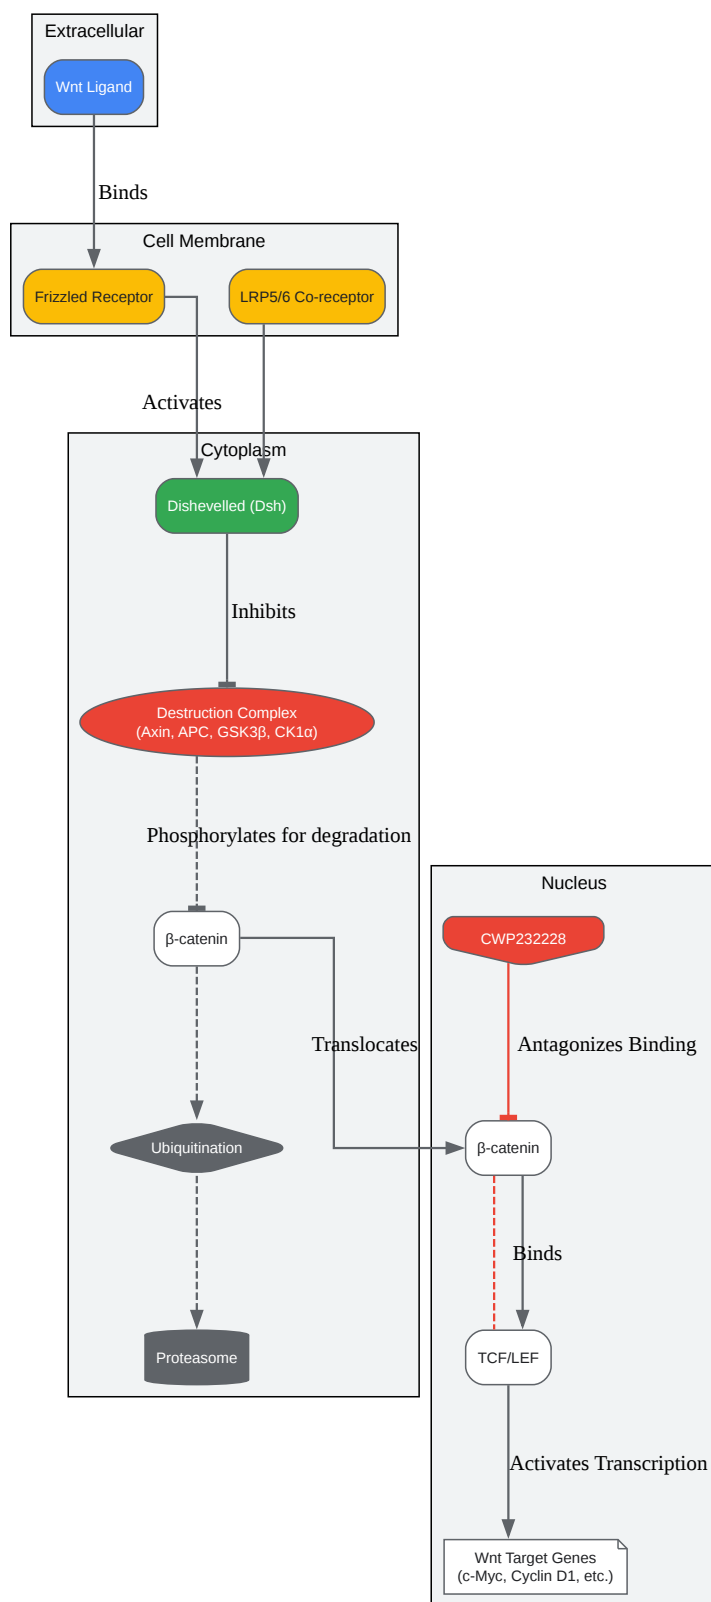 Extracellular
Wnt Ligand
Binds
Cell Membrane
Frizzled Receptor
LRP5/6 Co-receptor
Activates
Cytoplasm
Dishevelled (Dsh)
Inhibits
Destruction Complex
(Axin, APC, GSK3β, CK1α)
Phosphorylates for degradation
Nucleus
β-catenin
CWP232228
Translocates
Antagonizes Binding
Ubiquitination
β-catenin
Binds
Proteasome
TCF/LEF
Activates Transcription
Wnt Target Genes
(c-Myc, Cyclin D1, etc.)